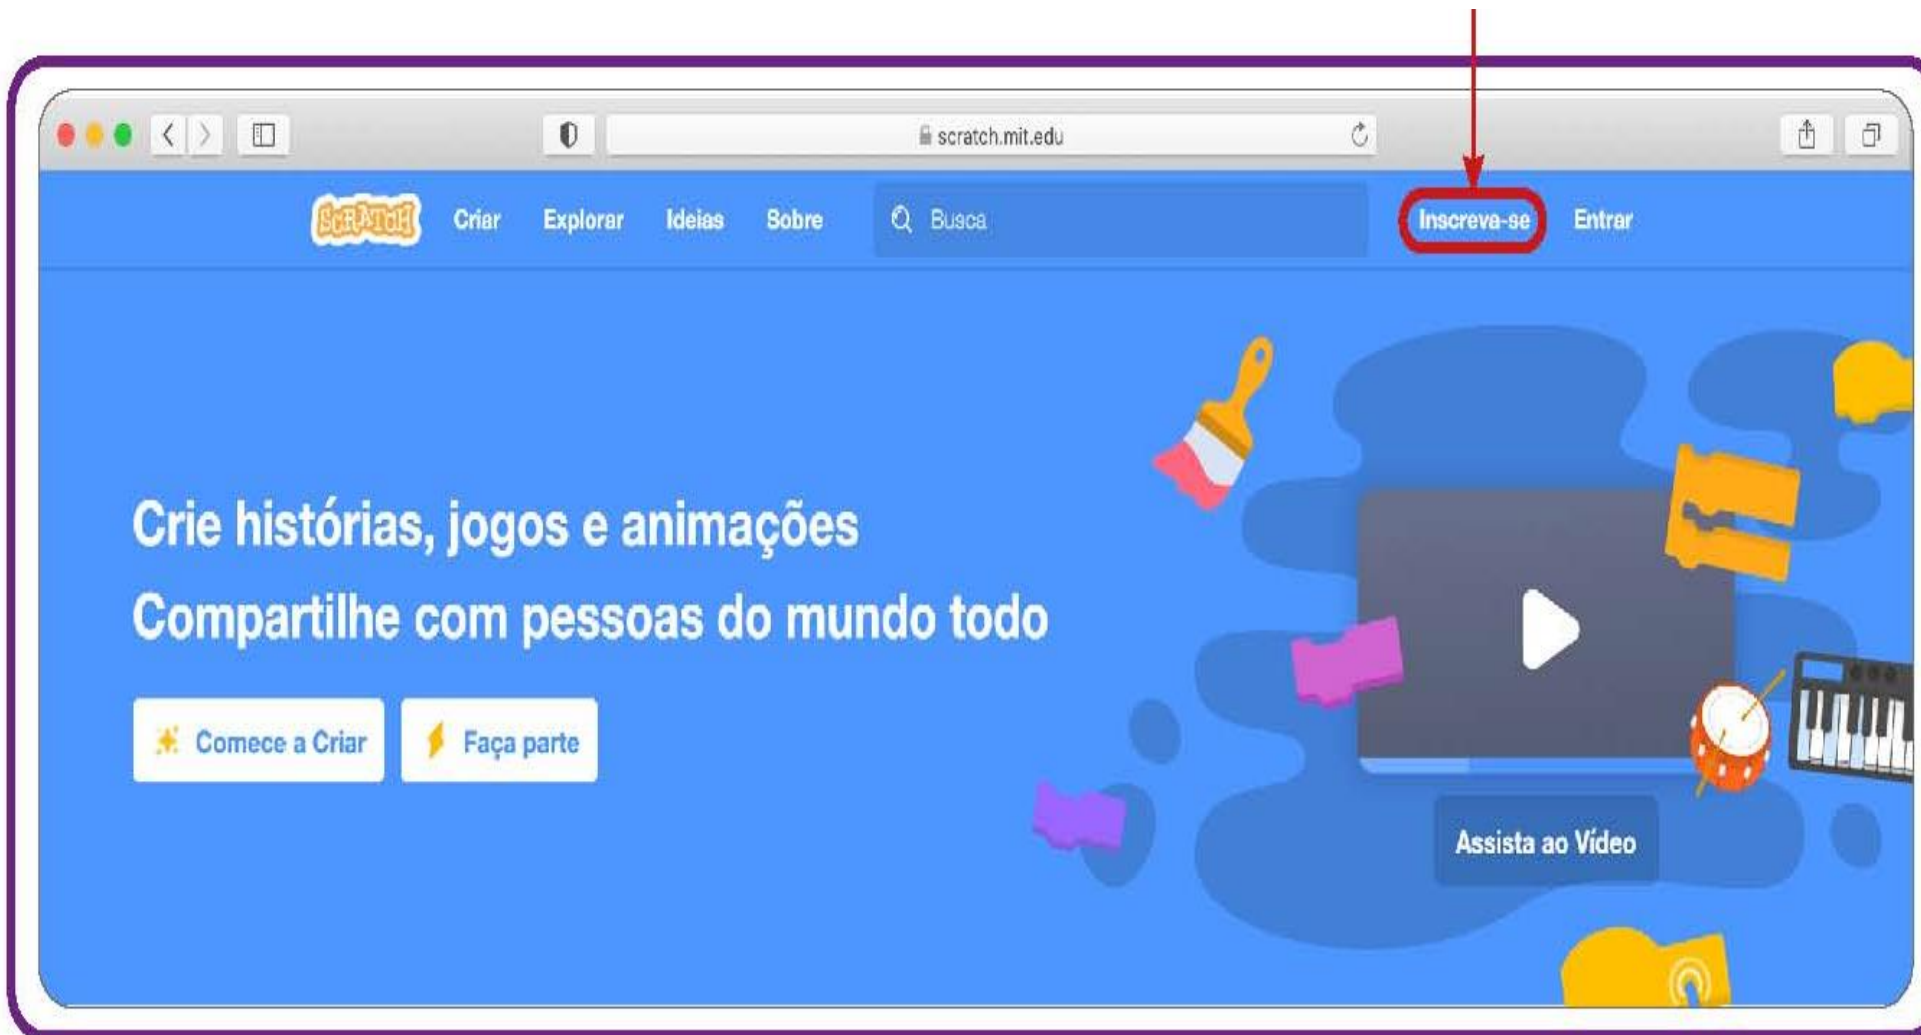 scratch.mit.edu
SCRATCH Criar Explorar Ideias Sobre Busca Inscreva-se Entrar
Crie histórias, jogos e animações
Compartilhe com pessoas do mundo todo
Comece a Criar Faça parte
Assista ao Vídeo